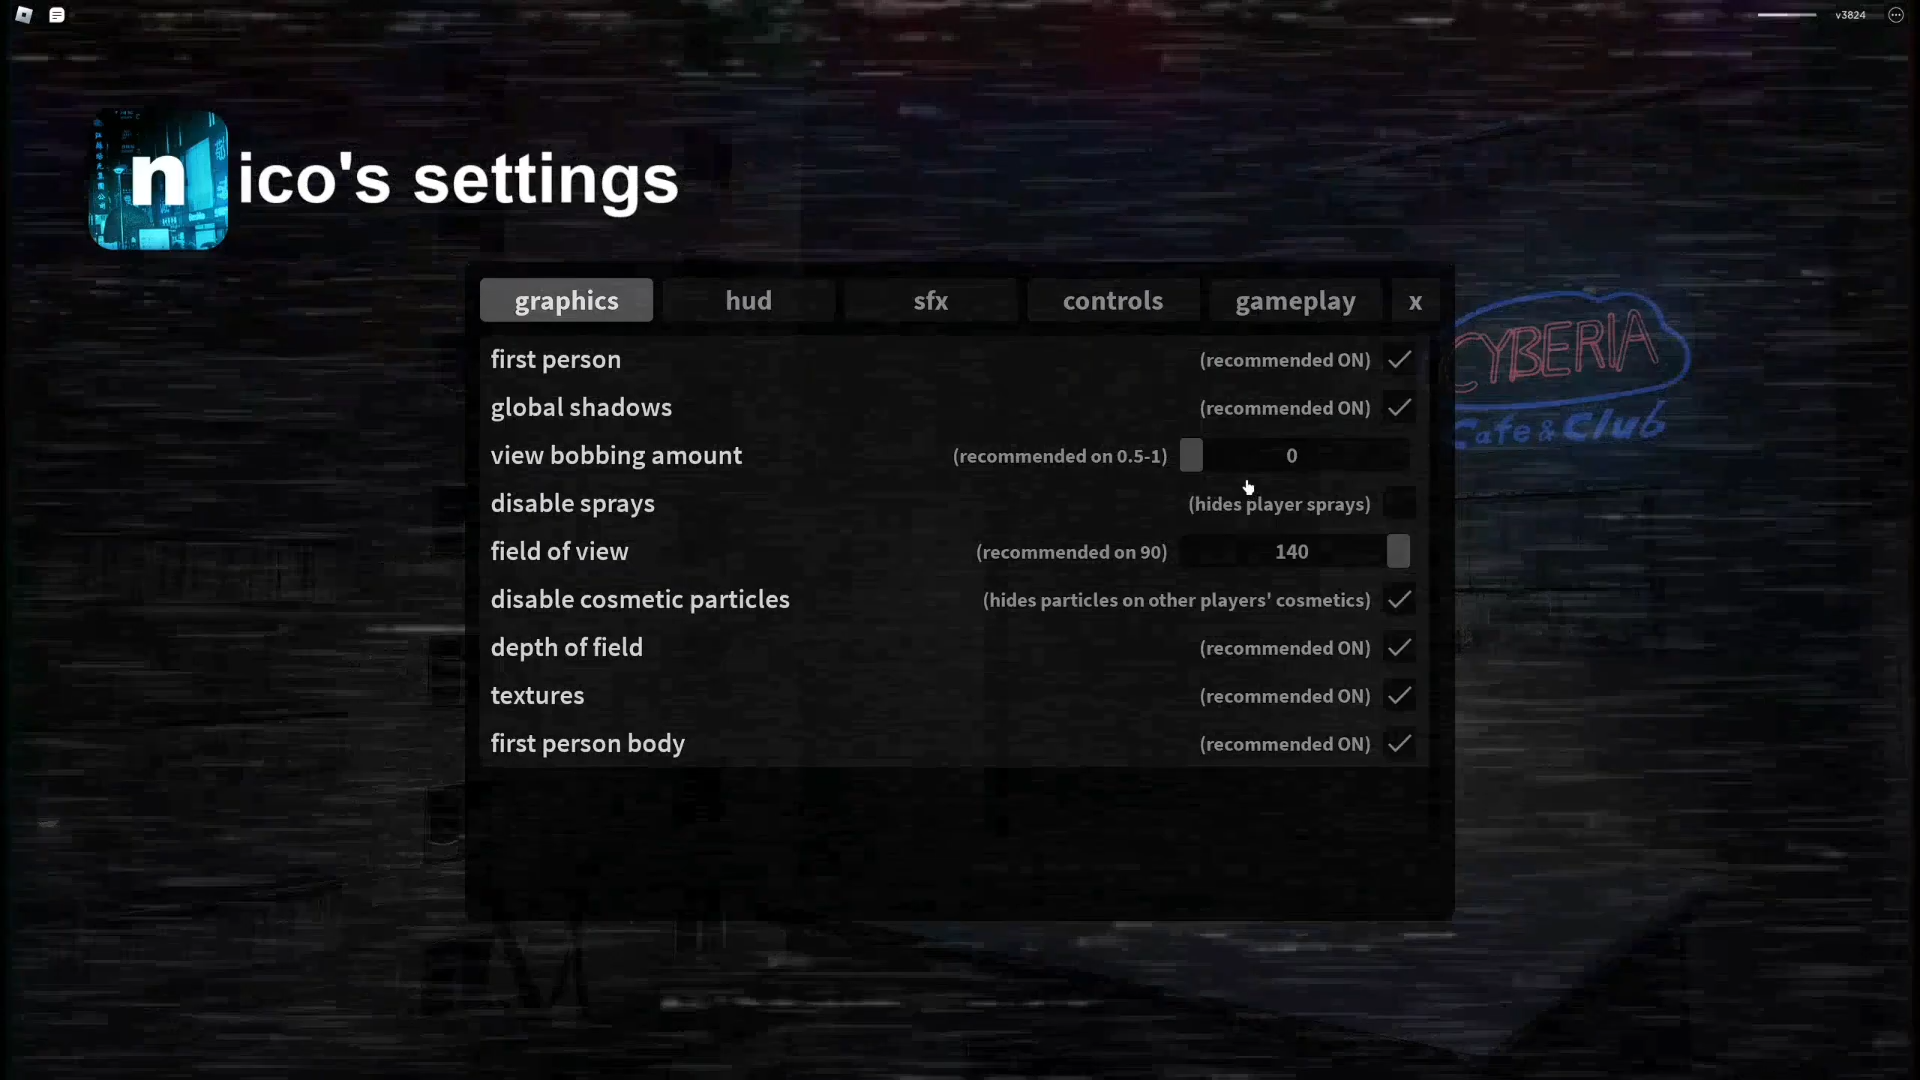 v3824
nico's settings
graphics hud sfx controls gameplay x
first person (recommended ON)
global shadows (recommended ON)
view bobbing amount (recommended on 0.5-1) 0
disable sprays (hides player sprays)
field of view (recommended on 90) 140
disable cosmetic particles (hides particles on other players' cosmetics)
depth of field (recommended ON)
textures (recommended ON)
first person body (recommended ON)
CYBERIA
Cafe & Club